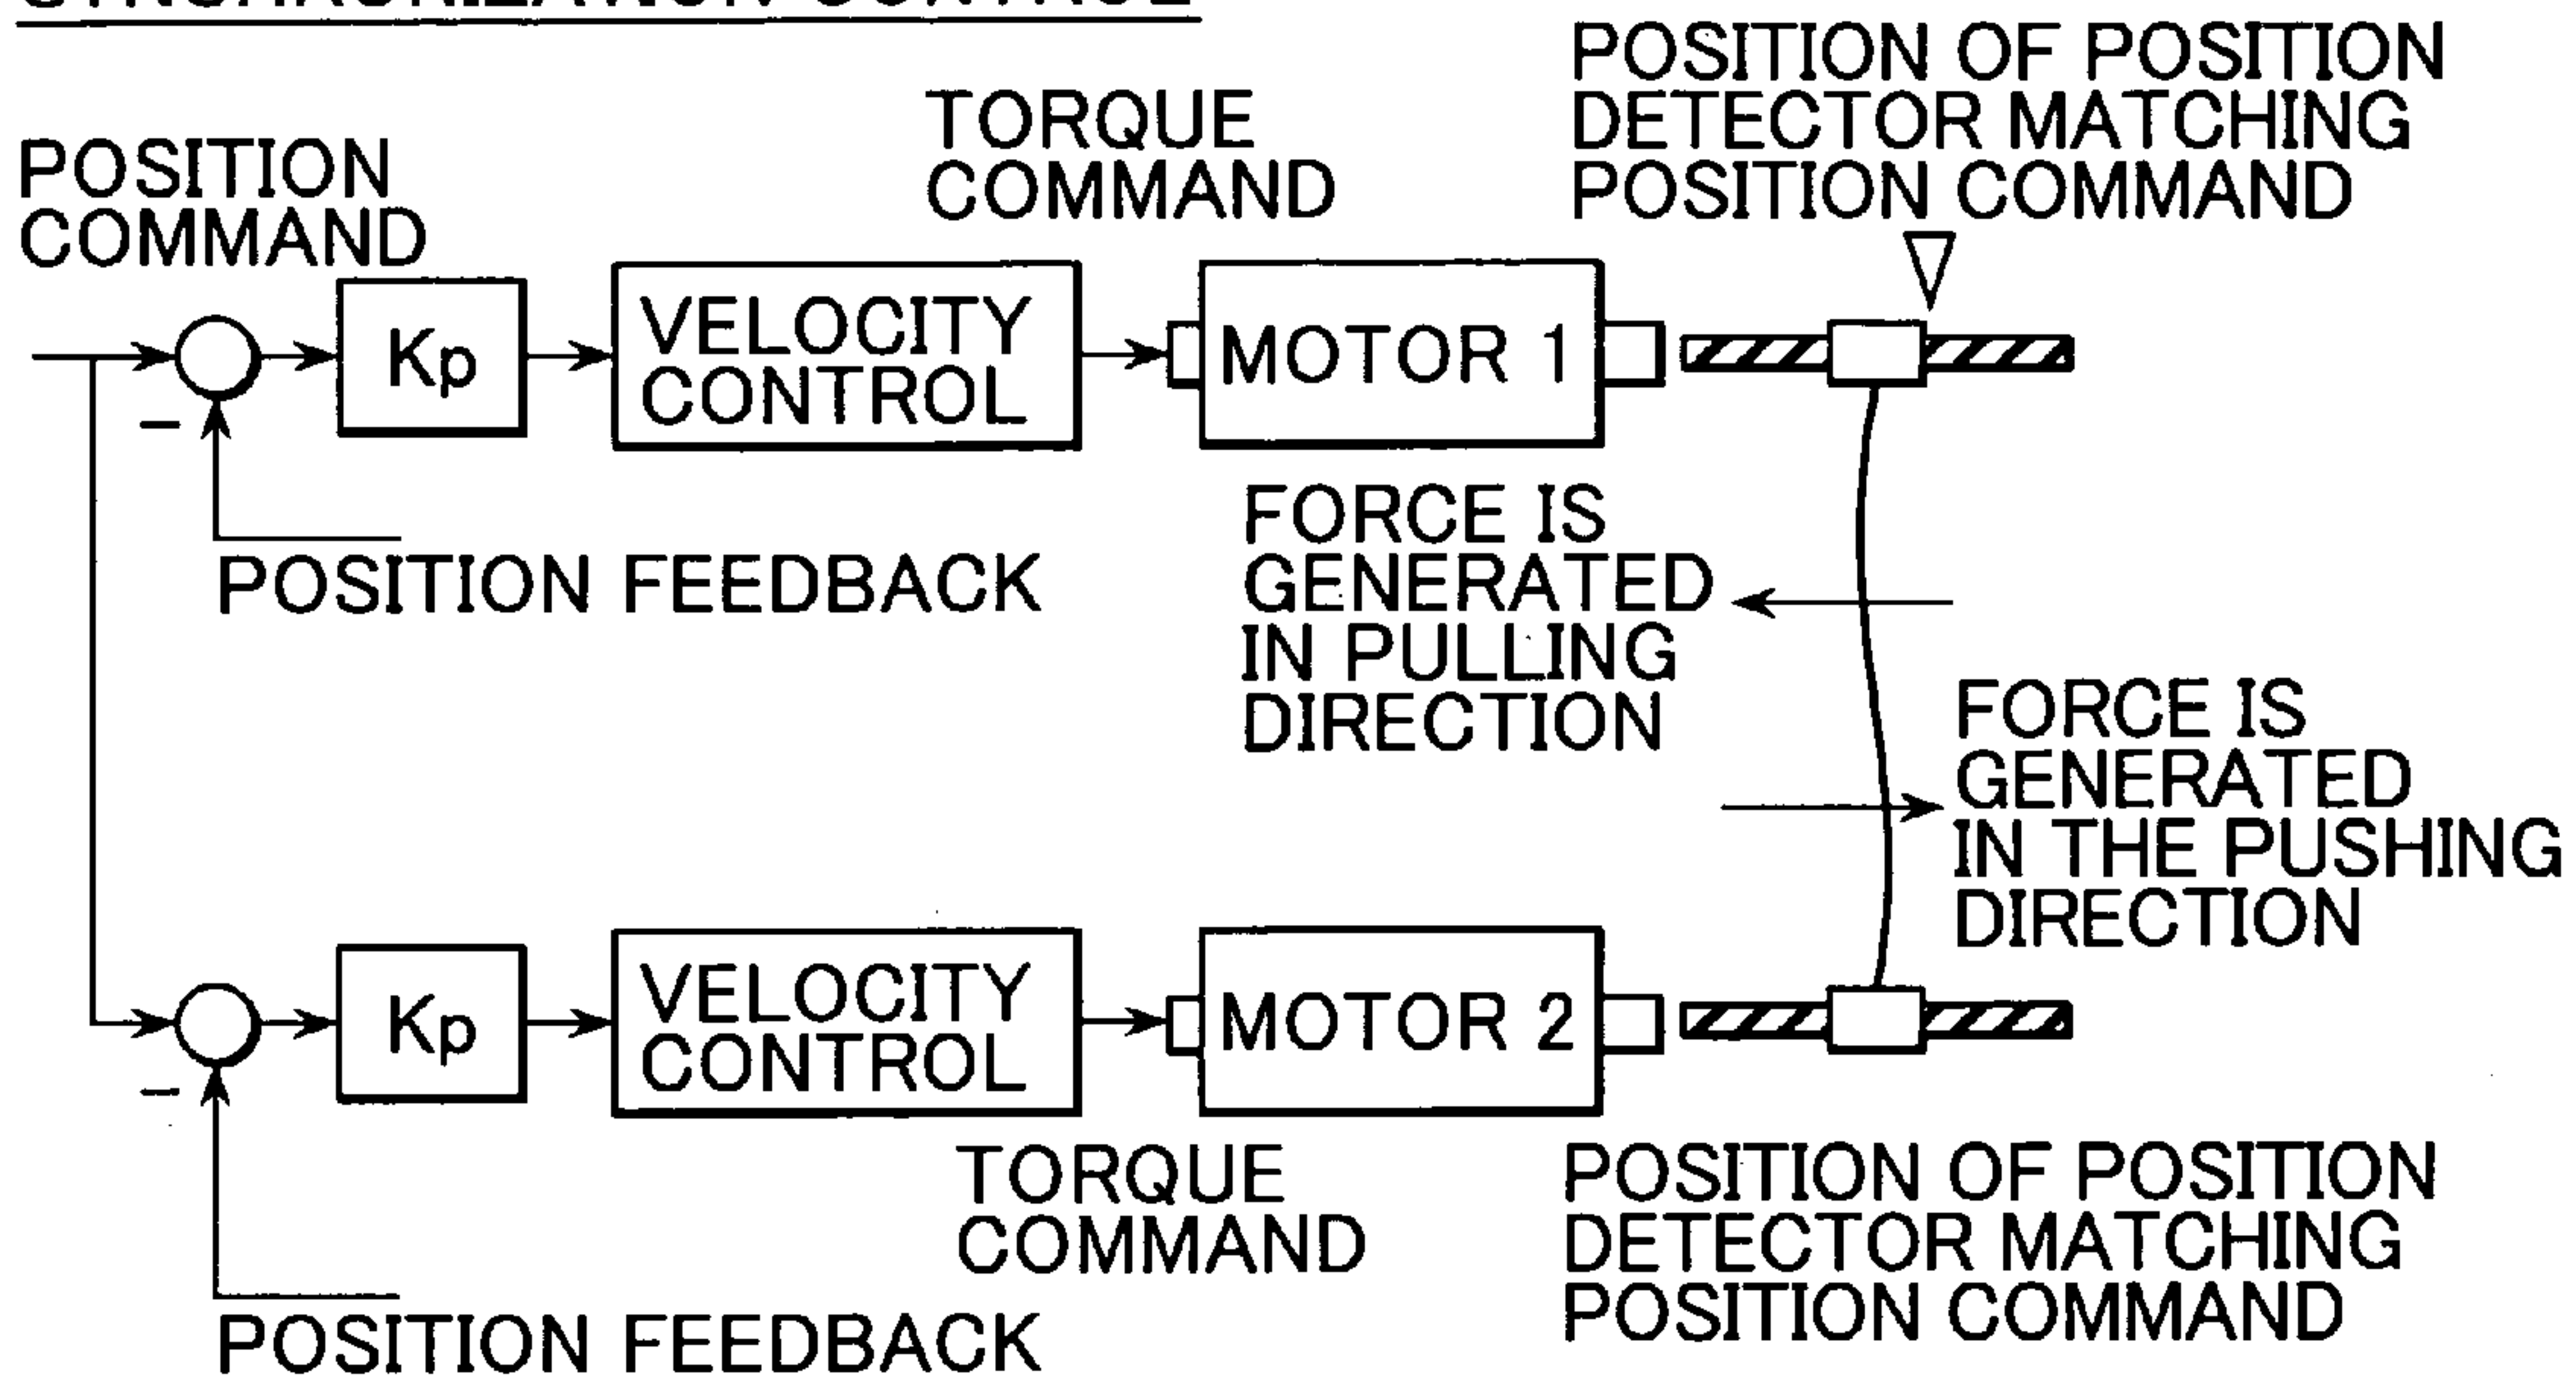 POSITION OF POSITION
DETECTOR MATCHING
POSITION COMMAND
TORQUE
COMMAND
POSITION
COMMAND
Kp
VELOCITY
CONTROL
MOTOR 1
–
POSITION FEEDBACK
FORCE IS
GENERATED
IN PULLING
DIRECTION
FORCE IS
GENERATED
IN THE PUSHING
DIRECTION
Kp
VELOCITY
CONTROL
MOTOR 2
–
TORQUE
COMMAND
POSITION OF POSITION
DETECTOR MATCHING
POSITION COMMAND
POSITION FEEDBACK